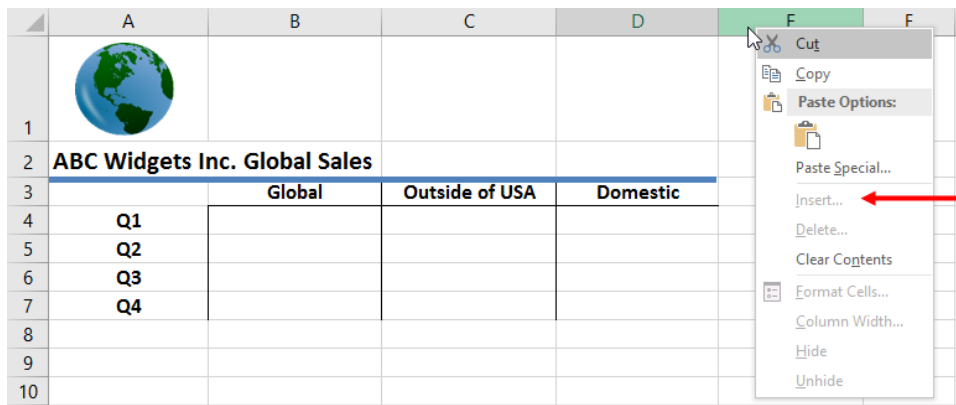 A B C D E F
Cut
Copy
Paste Options:
1
2 ABC Widgets Inc. Global Sales
Paste Special...
3 Global Outside of USA Domestic
Insert...
4 Q1
Delete...
5 Q2
Clear Contents
6 Q3
Format Cells...
7 Q4
Column Width...
8
Hide
9
Unhide
10